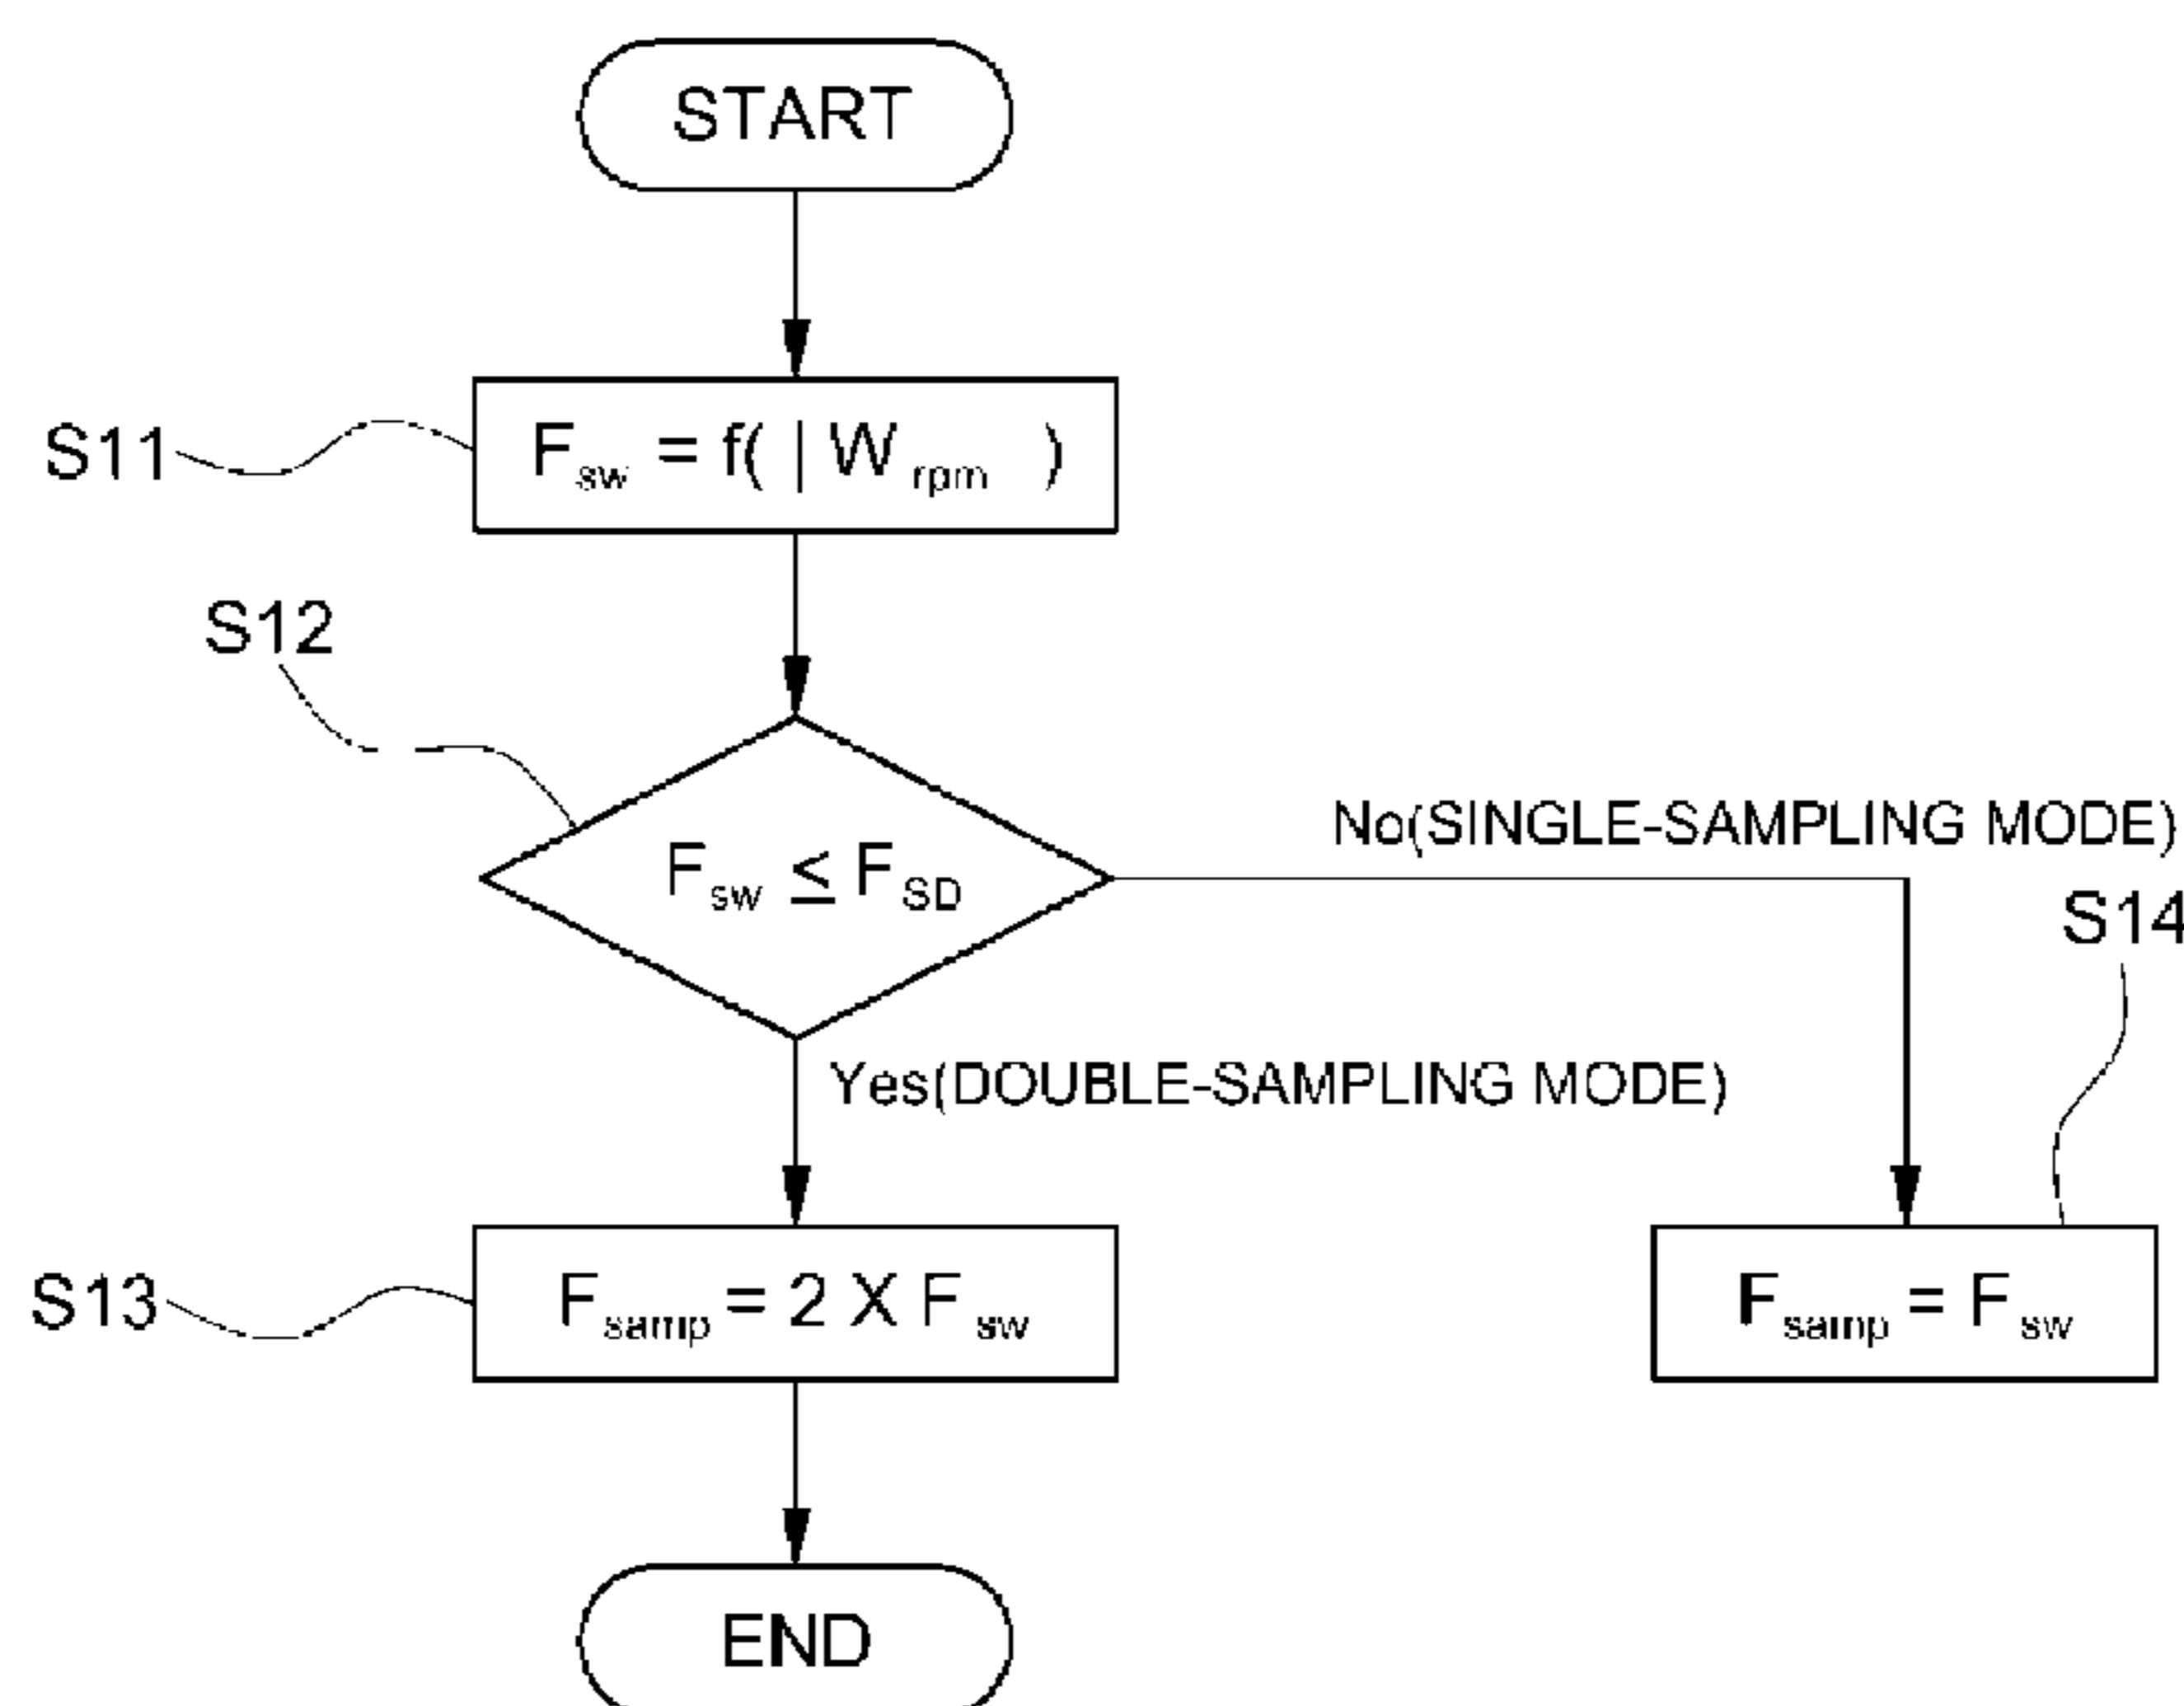 START
S11
F_sw = f( | W_rpm )
S12
F_sw ≤ F_SD
No(SINGLE-SAMPLING MODE)
S14
Yes(DOUBLE-SAMPLING MODE)
S13
F_samp = 2 X F_sw
F_samp = F_sw
END